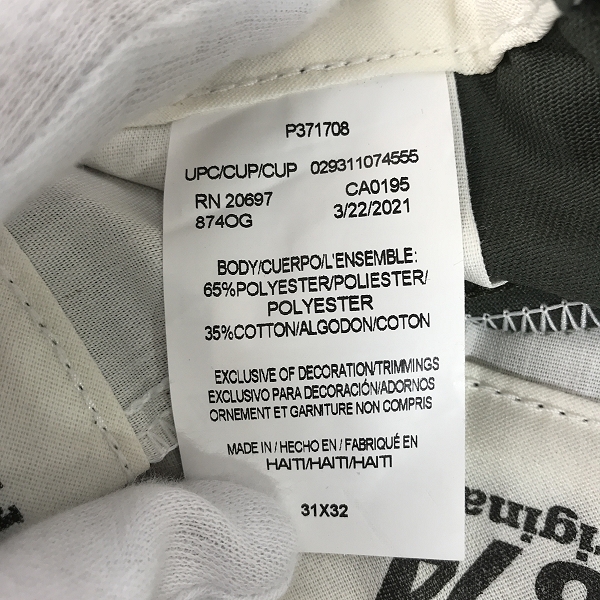 P371708
UPC/CUP/CUP 029311074555
RN 20697 CA0195
874OG 3/22/2021
BODY/CUERPO/L'ENSEMBLE:
65%POLYESTER/POLIESTER/
POLYESTER
35%COTTON/ALGODON/COTON
EXCLUSIVE OF DECORATION/TRIMMINGS
EXCLUSIVO PARA DECORACIÓN/ADORNOS
ORNEMENT ET GARNITURE NON COMPRIS
MADE IN / HECHO EN / FABRIQUÉ EN
HAITI/HAITI/HAITI
31X32